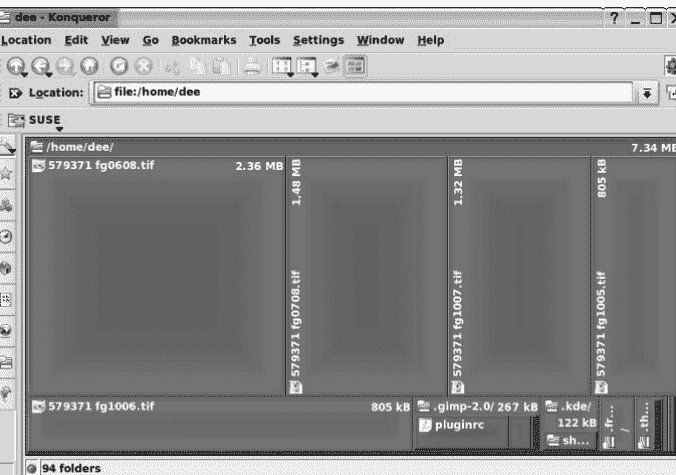 dee - Konqueror
Location Edit View Go Bookmarks Tools Settings Window Help
Location: file:/home/dee
SUSE
/home/dee/ 7.34 MB
579371 fg0608.tif 2.36 MB
1.48 MB
579371 fg0708.tif
1.32 MB
579371 fg1007.tif
805 kB
579371 fg1005.tif
579371 fg1006.tif 805 kB
.gimp-2.0/ 267 kB
pluginrc
.kde/
122 kB
sh...
.fr... /
.th...
94 folders